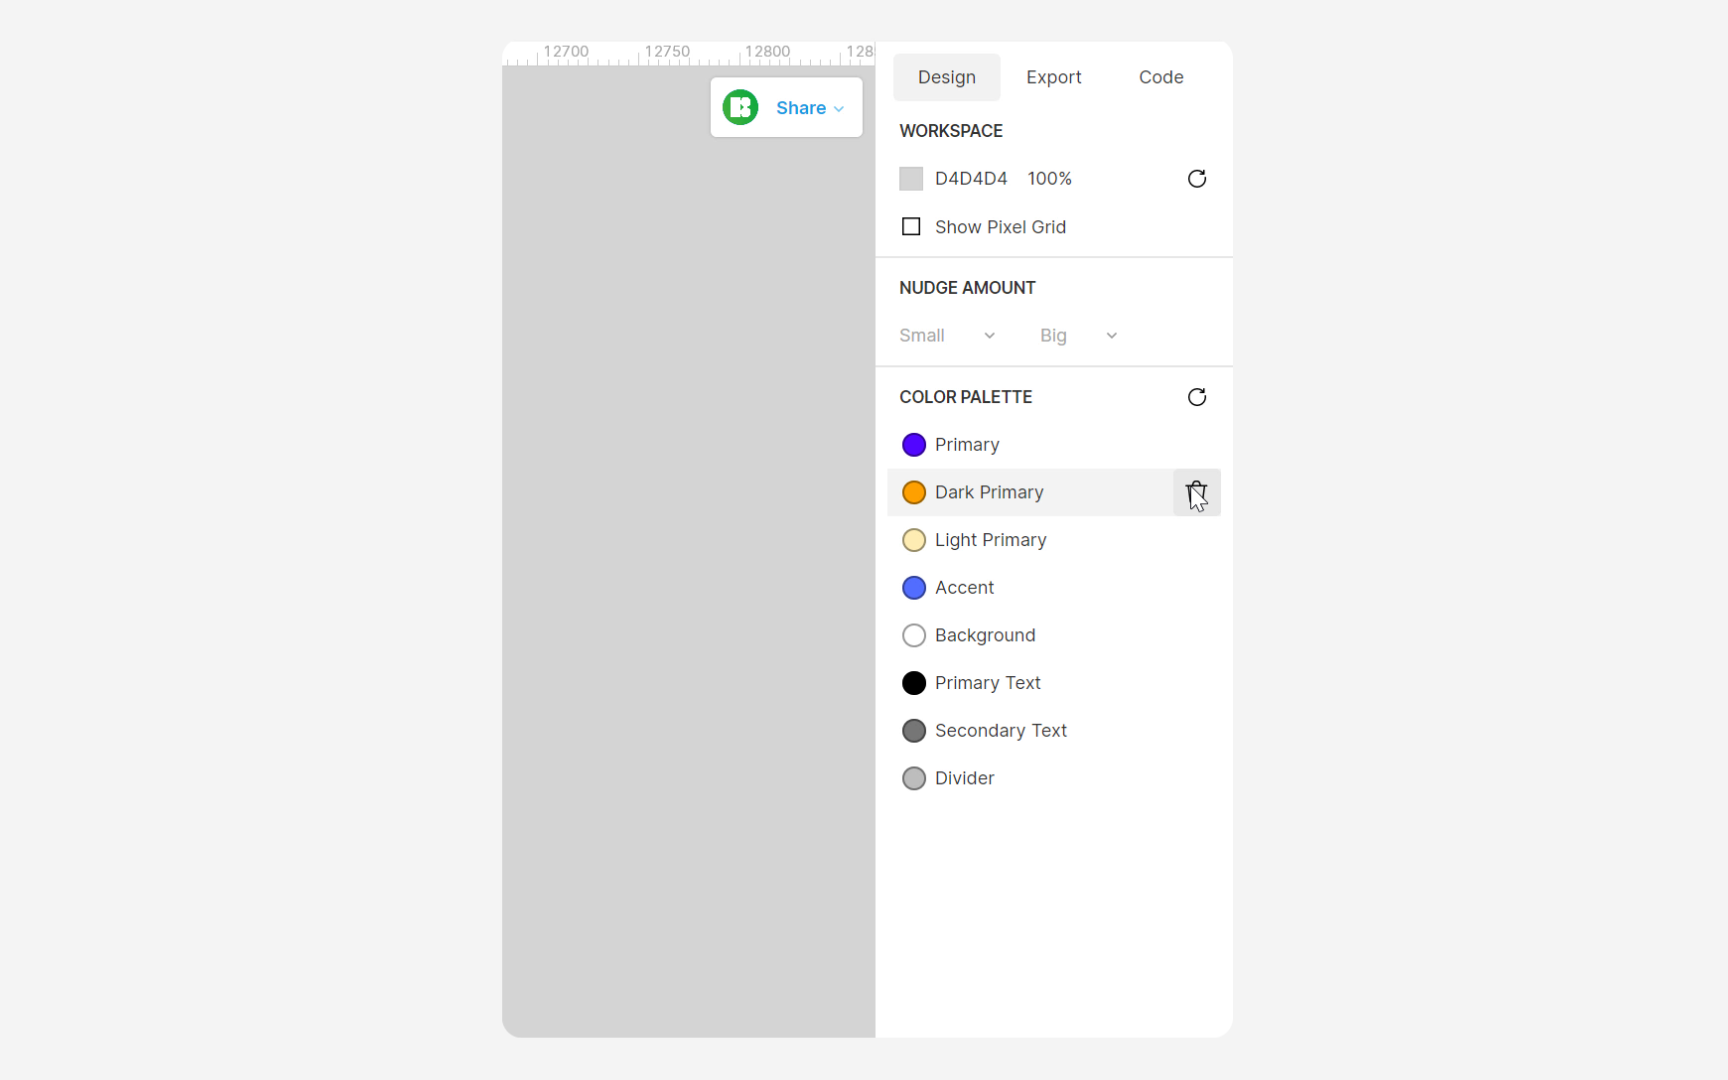 12700 12750 12800 128
Share
Design Export Code
WORKSPACE
D4D4D4 100%
Show Pixel Grid
NUDGE AMOUNT
Small Big
COLOR PALETTE
Primary
Dark Primary
Light Primary
Accent
Background
Primary Text
Secondary Text
Divider